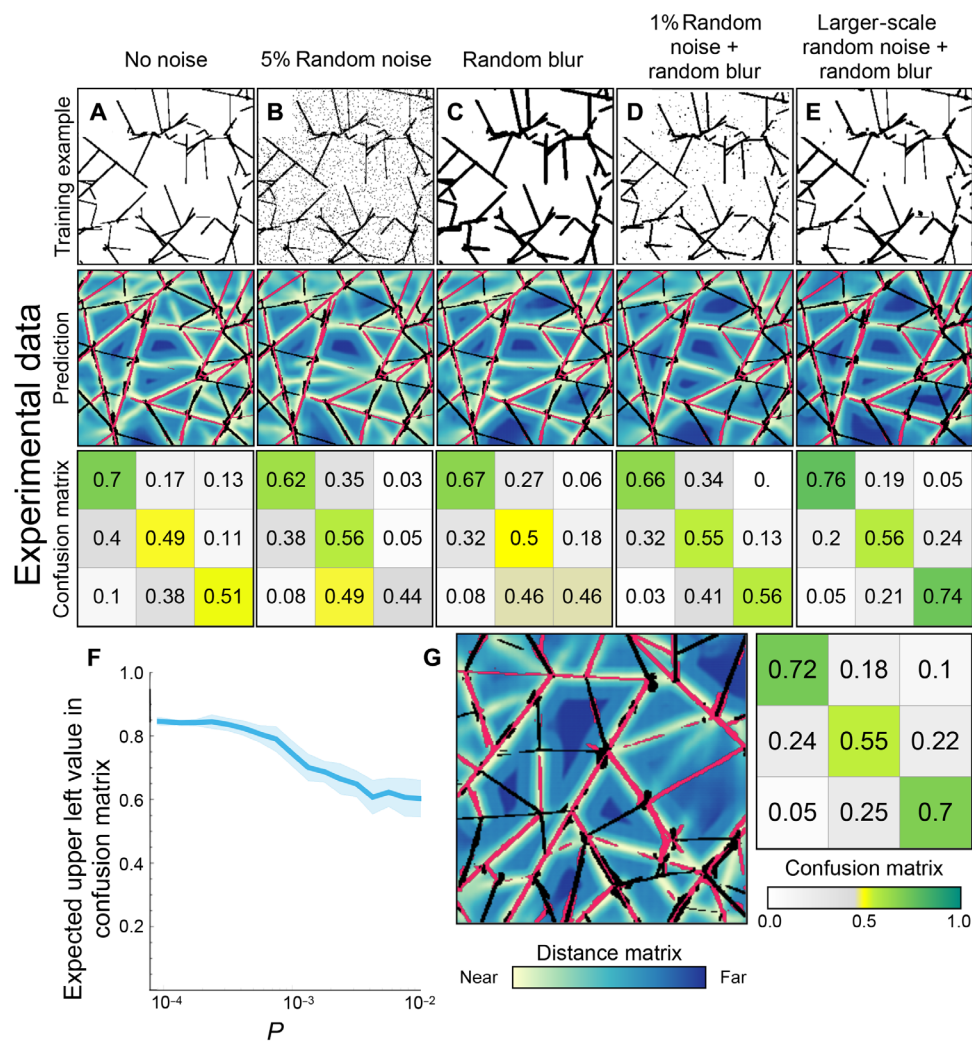 No noise
5% Random noise
Random blur
1% Random
noise +
random blur
Larger-scale
random noise +
random blur
Experimental data
Training example
A
B
C
D
E
Prediction
Confusion matrix
0.7 0.17 0.13
0.4 0.49 0.11
0.1 0.38 0.51
0.62 0.35 0.03
0.38 0.56 0.05
0.08 0.49 0.44
0.67 0.27 0.06
0.32 0.5 0.18
0.08 0.46 0.46
0.66 0.34 0.
0.32 0.55 0.13
0.03 0.41 0.56
0.76 0.19 0.05
0.2 0.56 0.24
0.05 0.21 0.74
F
Expected upper left value in
confusion matrix
1.0
0.8
0.6
0.4
0.2
10⁻⁴ 10⁻³ 10⁻²
P
G
Distance matrix
Near Far
0.72 0.18 0.1
0.24 0.55 0.22
0.05 0.25 0.7
Confusion matrix
0.0 0.5 1.0